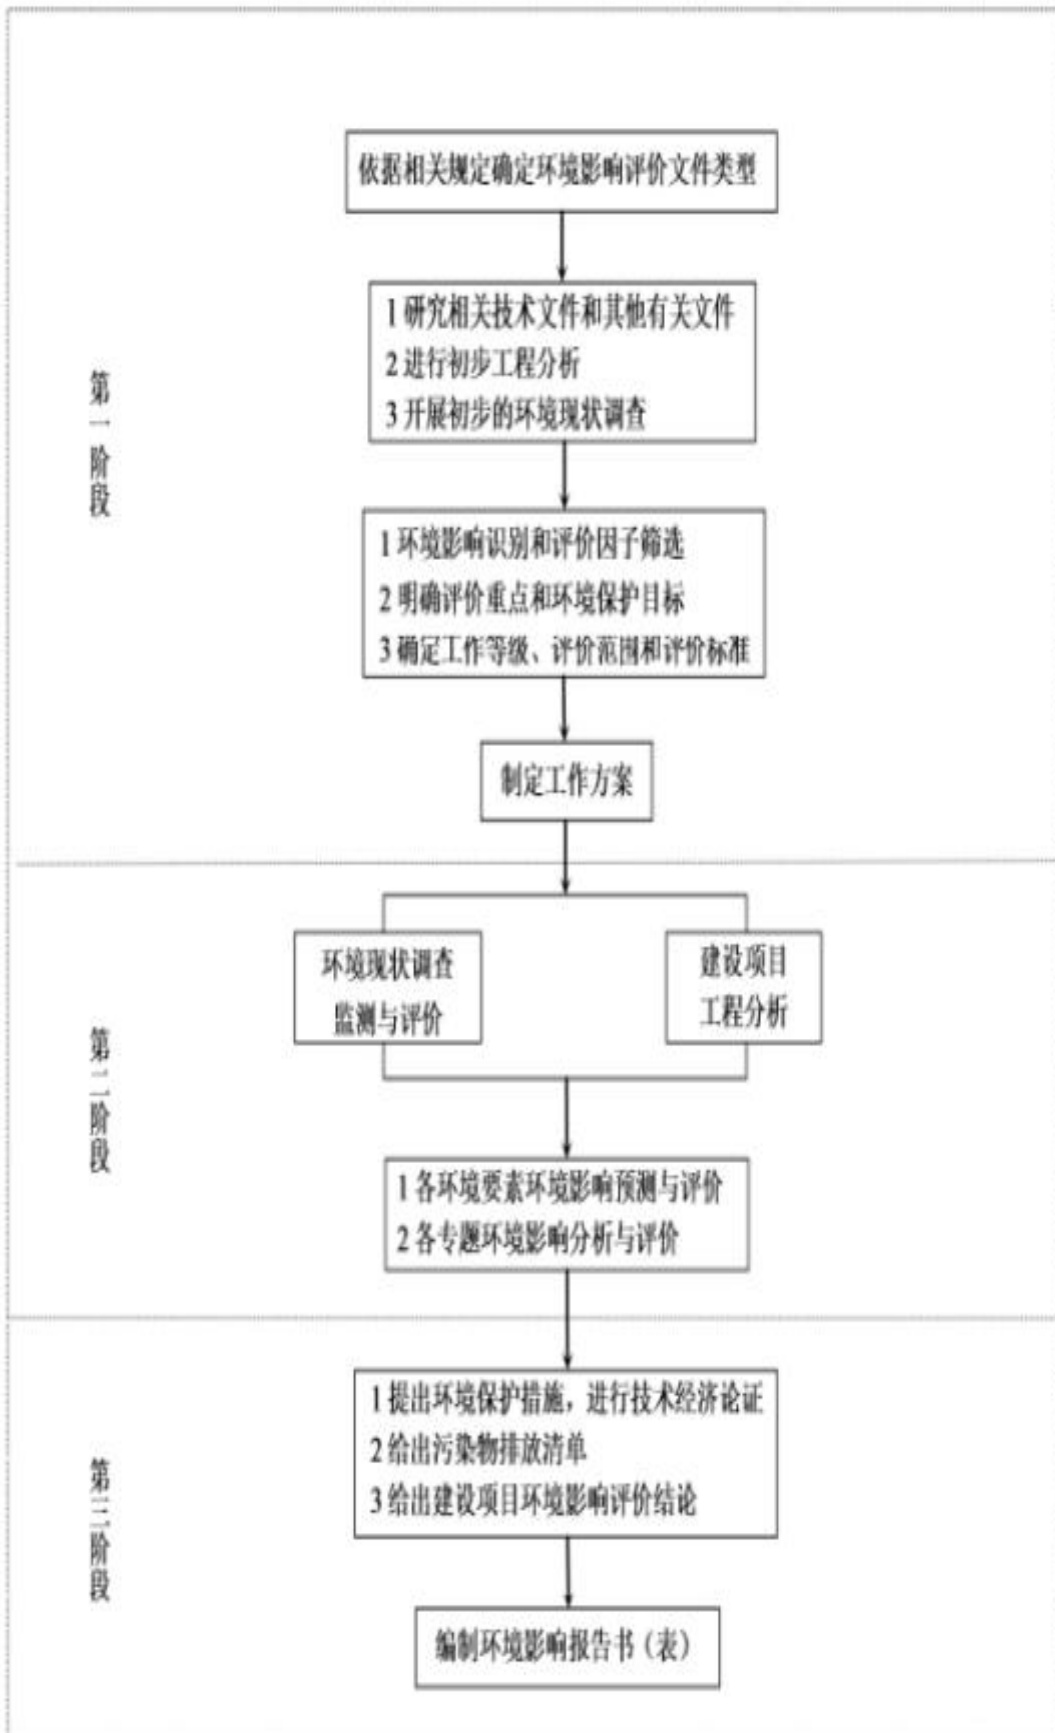 依据相关规定确定环境影响评价文件类型
1 研究相关技术文件和其他有关文件
2 进行初步工程分析
3 开展初步的环境现状调查
第一阶段
1 环境影响识别和评价因子筛选
2 明确评价重点和环境保护目标
3 确定工作等级、评价范围和评价标准
制定工作方案
环境现状调查
监测与评价
建设项目
工程分析
第二阶段
1 各环境要素环境影响预测与评价
2 各专题环境影响分析与评价
1 提出环境保护措施，进行技术经济论证
2 给出污染物排放清单
3 给出建设项目环境影响评价结论
第三阶段
编制环境影响报告书（表）